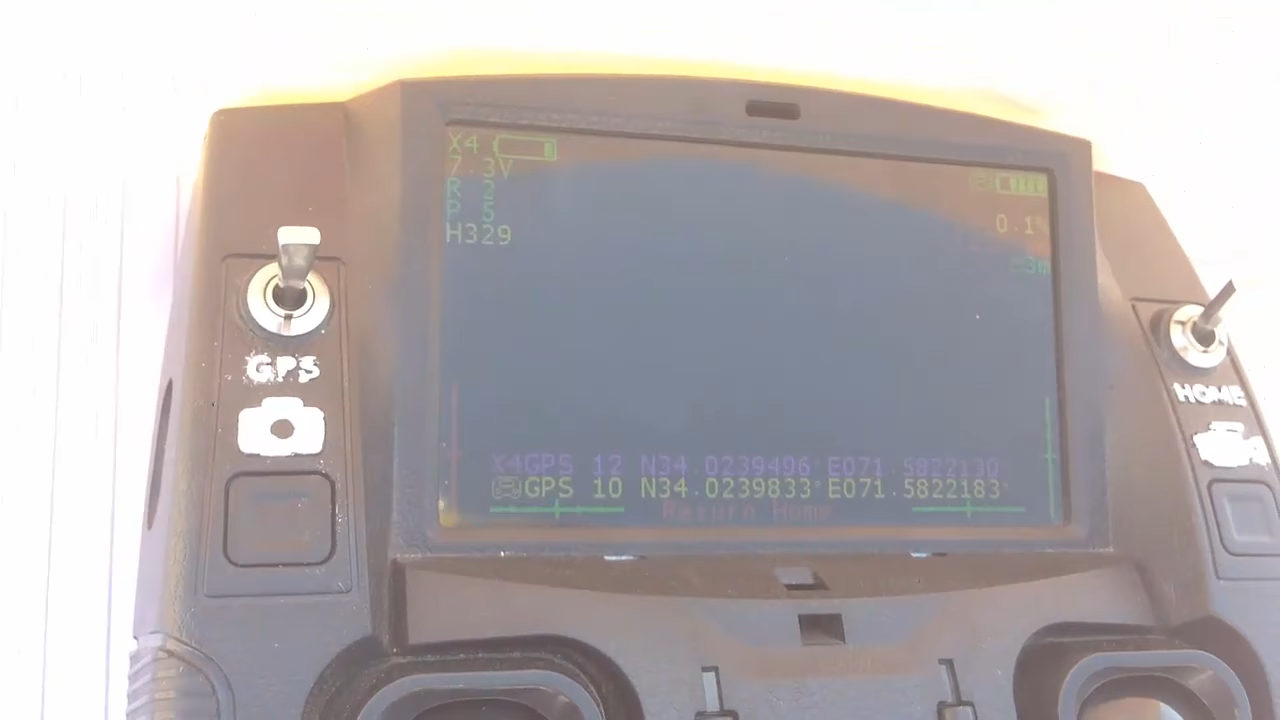 X4
7.3V
R 2
P 5
H329
0.1
3m
GPS
HOME
X4GPS 12 N34.0239496°E071.5822130
GPS 10 N34.0239833°E071.5822183°
Return Home